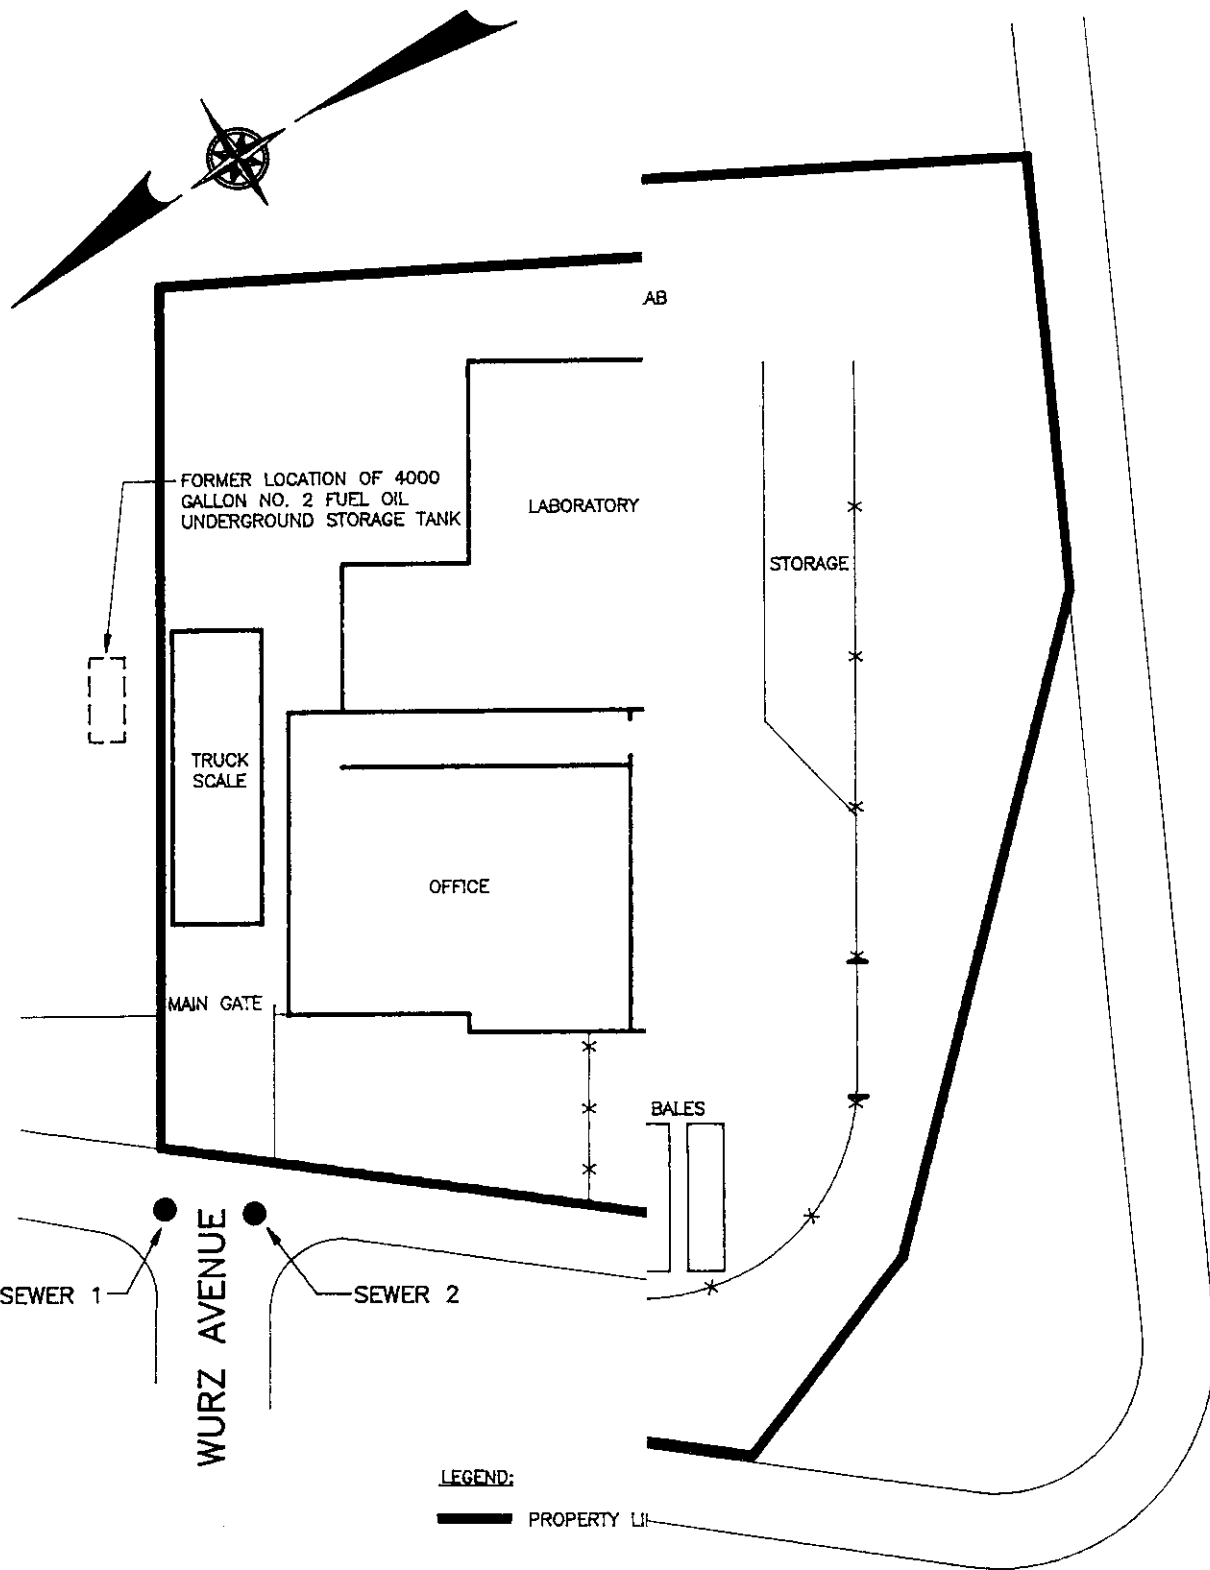 AB
FORMER LOCATION OF 4000
GALLON NO. 2 FUEL OIL
UNDERGROUND STORAGE TANK
LABORATORY
STORAGE
TRUCK
SCALE
OFFICE
MAIN GATE
BALES
SEWER 1
WURZ AVENUE
SEWER 2
LEGEND:
PROPERTY